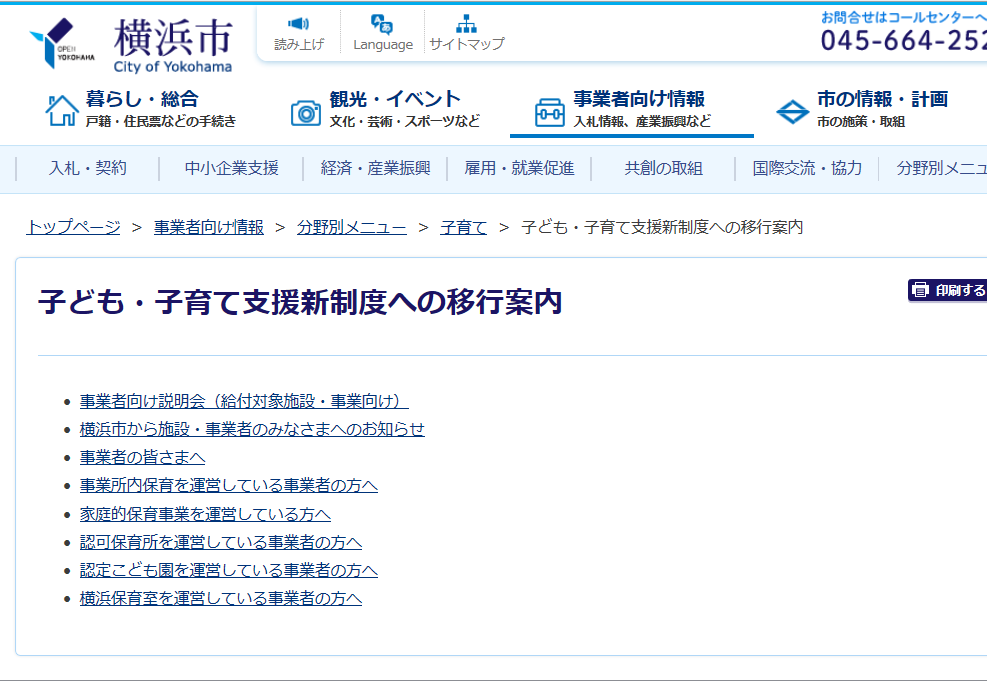 OPEN YOKOHAMA
横浜市
City of Yokohama
読み上げ
Language
サイトマップ
お問合せはコールセンターへ
045-664-252
暮らし・総合
戸籍・住民票などの手続き
観光・イベント
文化・芸術・スポーツなど
事業者向け情報
入札情報、産業振興など
市の情報・計画
市の施策・取組
入札・契約
中小企業支援
経済・産業振興
雇用・就業促進
共創の取組
国際交流・協力
分野別メニュ
トップページ > 事業者向け情報 > 分野別メニュー > 子育て > 子ども・子育て支援新制度への移行案内
子ども・子育て支援新制度への移行案内
印刷する
事業者向け説明会（給付対象施設・事業向け）
横浜市から施設・事業者のみなさまへのお知らせ
事業者の皆さまへ
事業所内保育を運営している事業者の方へ
家庭的保育事業を運営している方へ
認可保育所を運営している事業者の方へ
認定こども園を運営している事業者の方へ
横浜保育室を運営している事業者の方へ